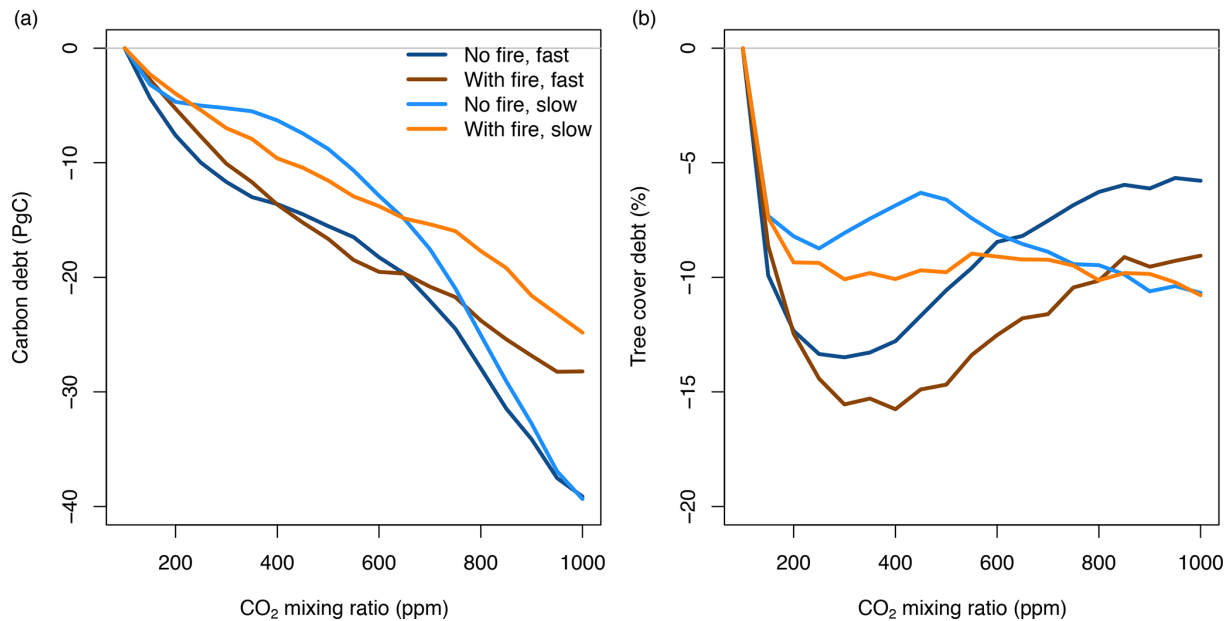 (a)
No fire, fast
With fire, fast
No fire, slow
With fire, slow
Carbon debt (PgC)
0
−10
−20
−30
−40
200
400
600
800
1000
CO₂ mixing ratio (ppm)
(b)
Tree cover debt (%)
0
−5
−10
−15
−20
200
400
600
800
1000
CO₂ mixing ratio (ppm)